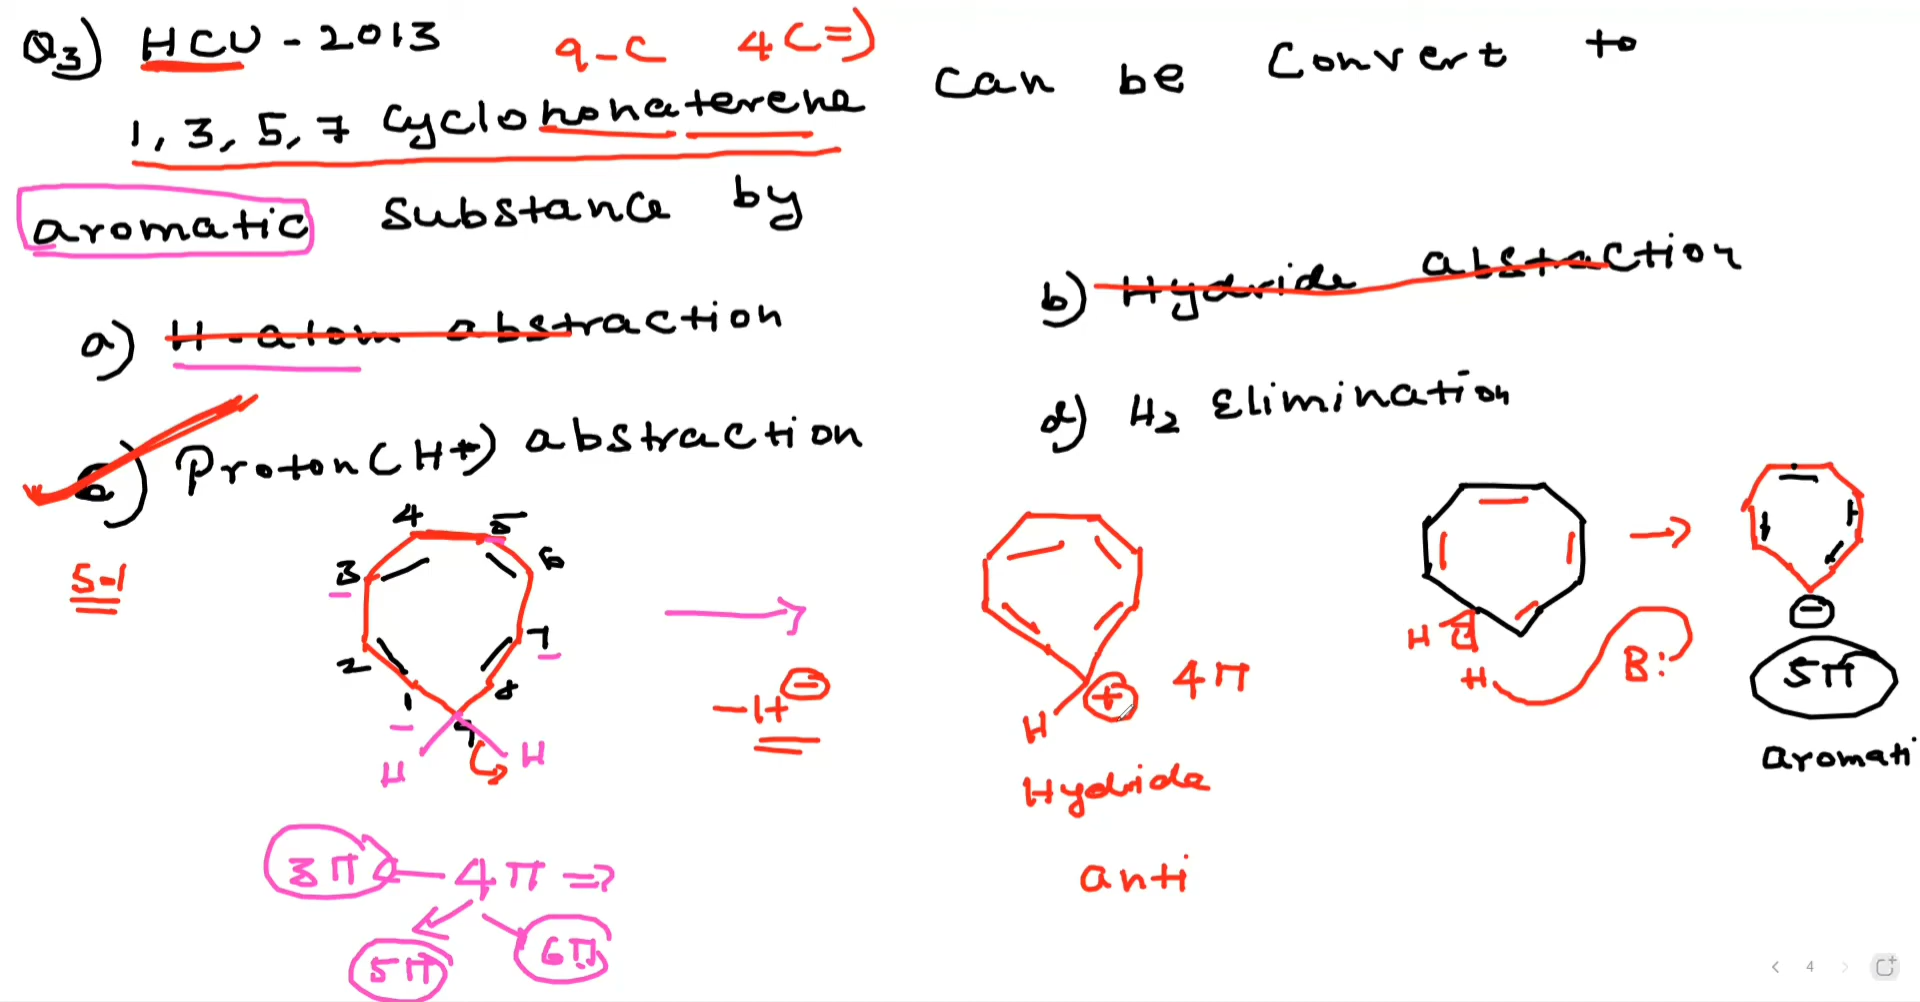 Q3) HCU - 2013 9-C 4C=)
1, 3, 5, 7 cyclononaterene can be Convert to
aromatic Substance by
a) H-atom abstraction b) Hydride abstraction
c) Proton(H+) abstraction d) H2 Elimination
S-1
4 5
3 6
2 7
1 8
9
H H
-H⊖
H ⊕ 4π
Hydride
anti
H
H B:
⊖
5π
aromati
3π 4π =>
5π 6π
4